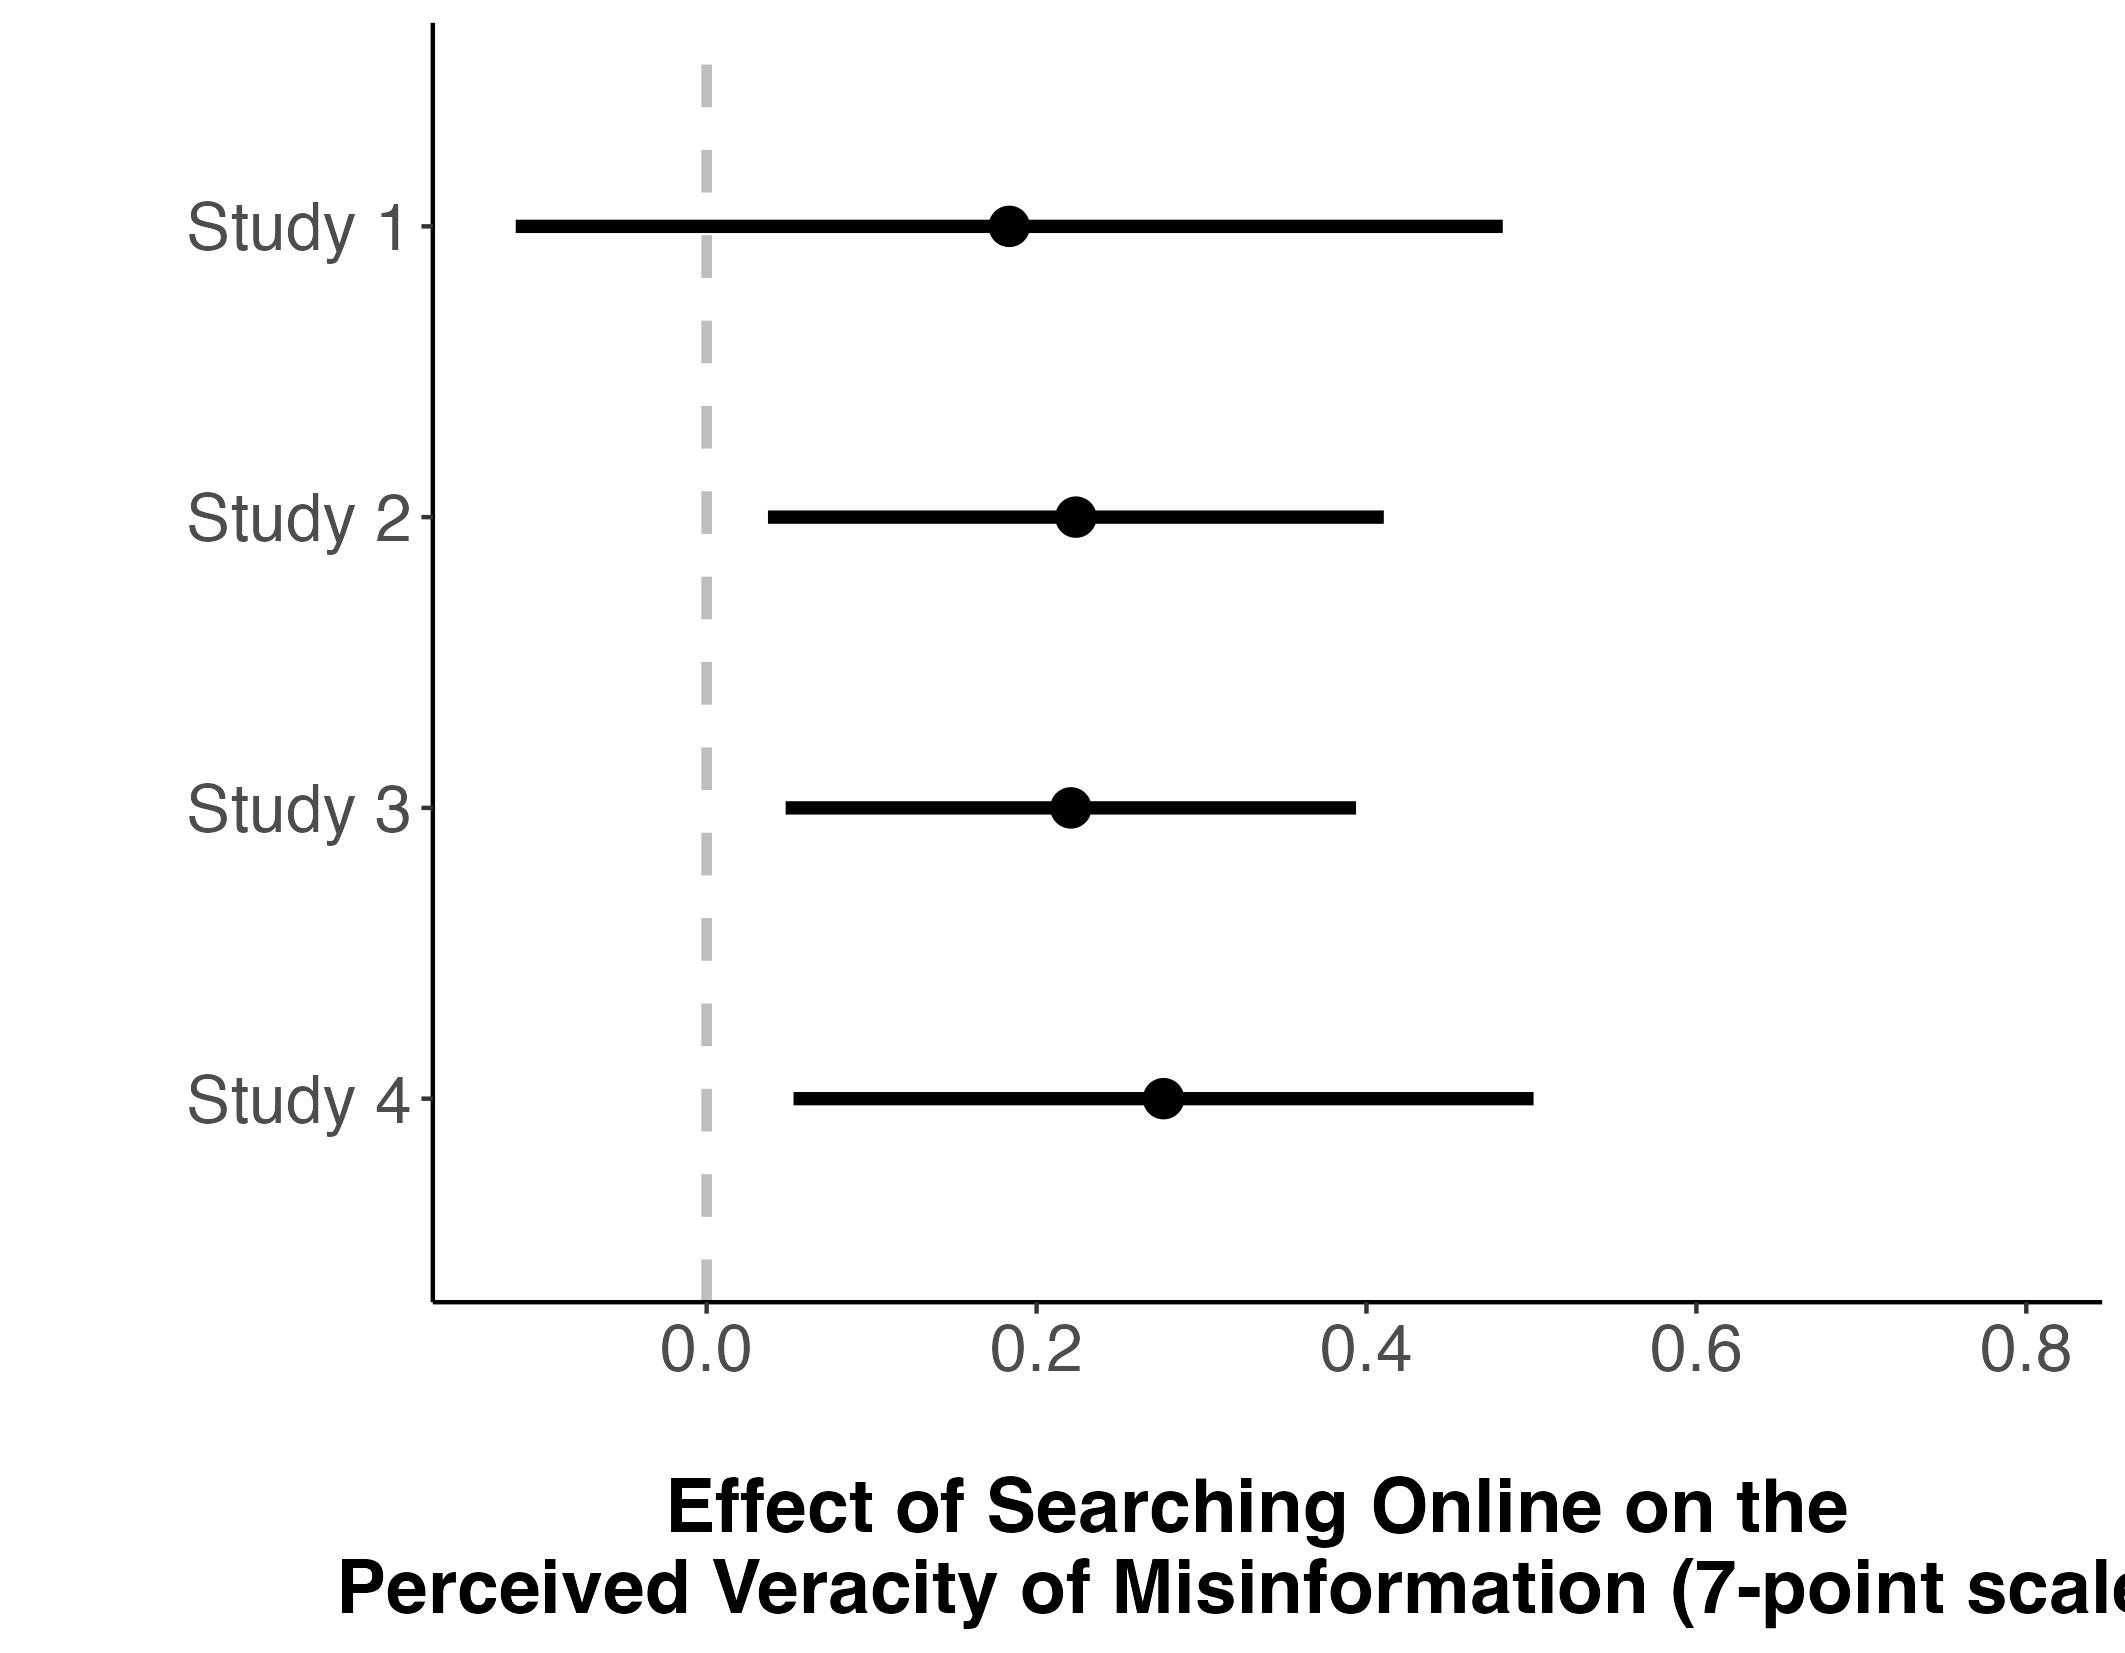 Study 1
Study 2
Study 3
Study 4
0.0 0.2 0.4 0.6 0.8
Effect of Searching Online on the
Perceived Veracity of Misinformation (7-point scale